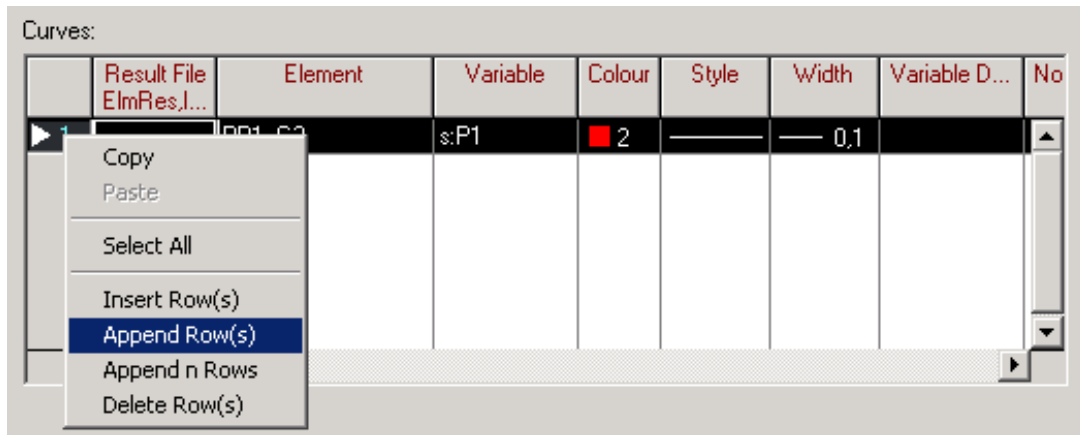 Curves:
Result File Element Variable Colour Style Width Variable D... No
ElmRes,I...
1 s:P1 2 0,1
Copy
Paste
Select All
Insert Row(s)
Append Row(s)
Append n Rows
Delete Row(s)